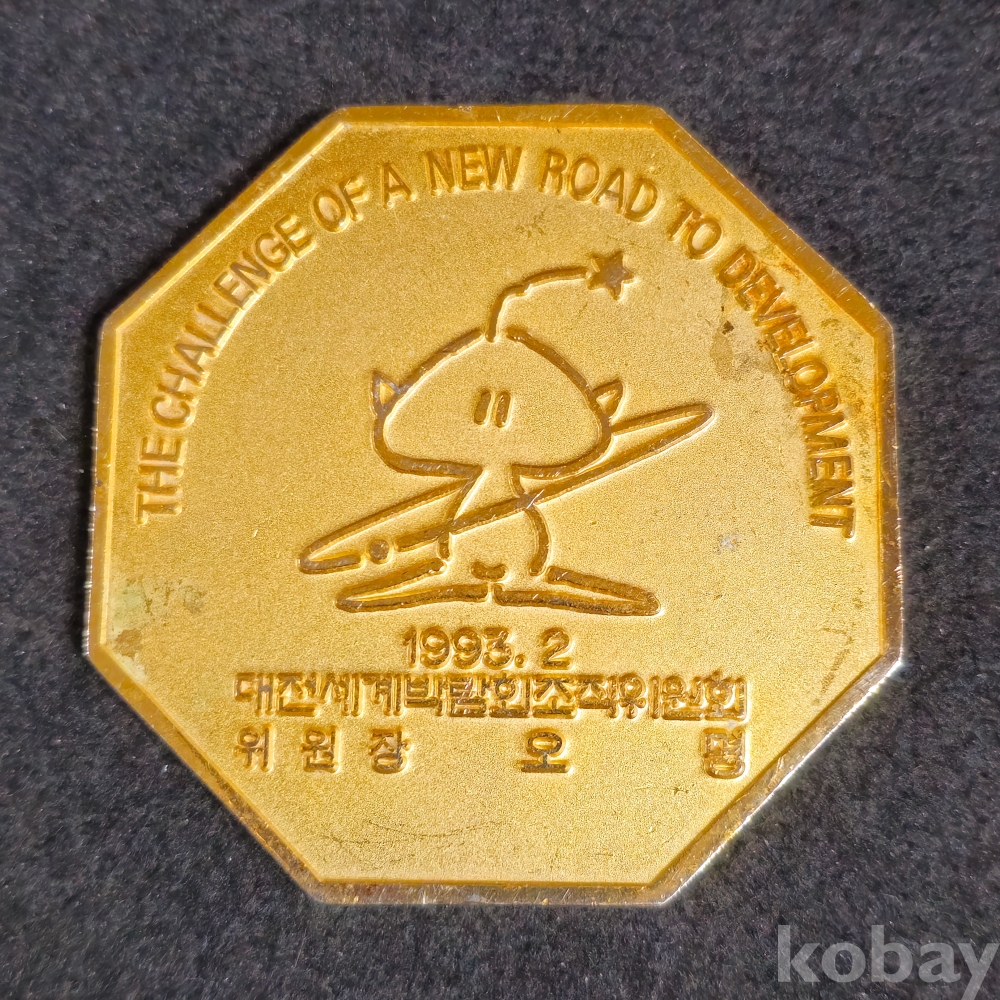 THE CHALLENGE OF A NEW ROAD TO DEVELOPMENT
1993.2
대전세계박람회조직위원회
위원장 오 명
kobay